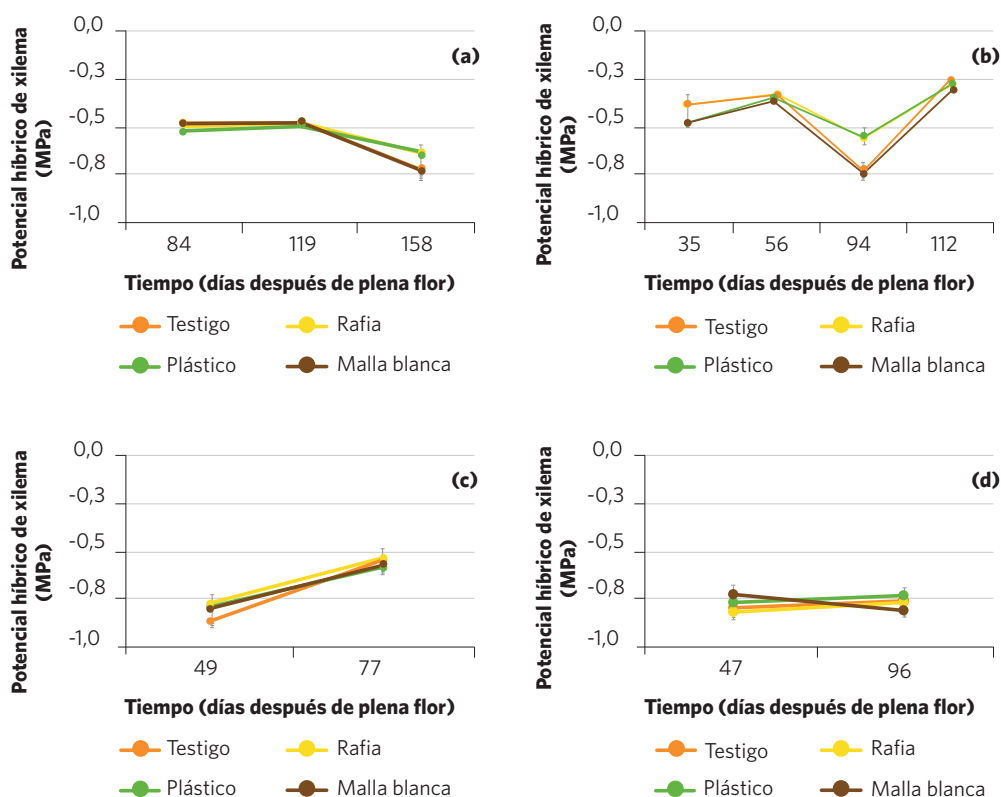 Potencial híbrico de xilema
(MPa)
0,0
-0,3
-0,5
-0,8
-1,0
(a)
84 119 158
Tiempo (días después de plena flor)
Testigo Rafia
Plástico Malla blanca
Potencial híbrico de xilema
(MPa)
0,0
-0,3
-0,5
-0,8
-1,0
(b)
35 56 94 112
Tiempo (días después de plena flor)
Testigo Rafia
Plástico Malla blanca
Potencial híbrico de xilema
(MPa)
0,0
-0,3
-0,5
-0,8
-1,0
(c)
49 77
Tiempo (días después de plena flor)
Testigo Rafia
Plástico Malla blanca
Potencial híbrico de xilema
(MPa)
0,0
-0,3
-0,5
-0,8
-1,0
(d)
47 96
Tiempo (días después de plena flor)
Testigo Rafia
Plástico Malla blanca